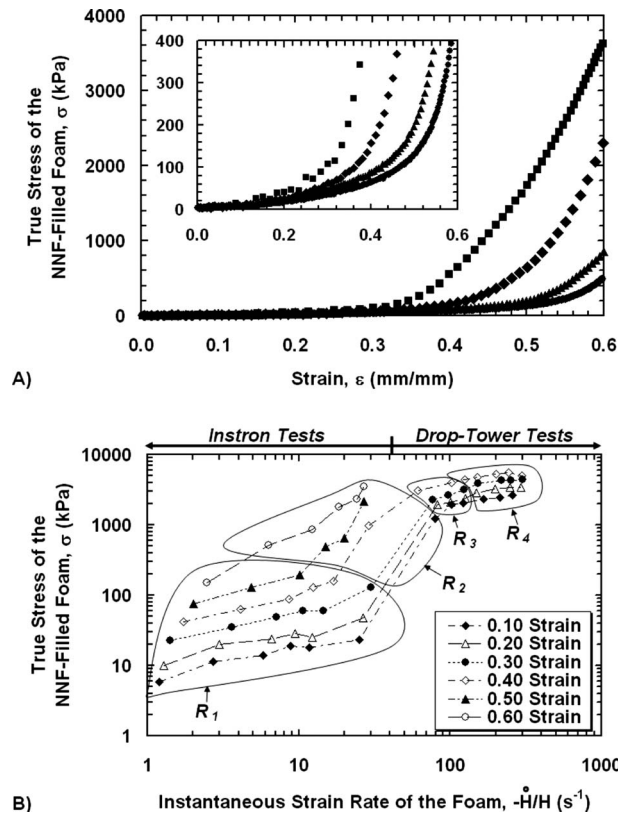 4000
3000
2000
1000
0
True Stress of the
NNF-Filled Foam, σ (kPa)
400
300
200
100
0
0.0 0.2 0.4 0.6
0.0 0.1 0.2 0.3 0.4 0.5 0.6
Strain, ε (mm/mm)
A)
Instron Tests Drop-Tower Tests
10000
1000
100
10
1
True Stress of the
NNF-Filled Foam, σ (kPa)
R1
R2
R3
R4
0.10 Strain
0.20 Strain
0.30 Strain
0.40 Strain
0.50 Strain
0.60 Strain
1 10 100 1000
Instantaneous Strain Rate of the Foam, -H̊/H (s⁻¹)
B)